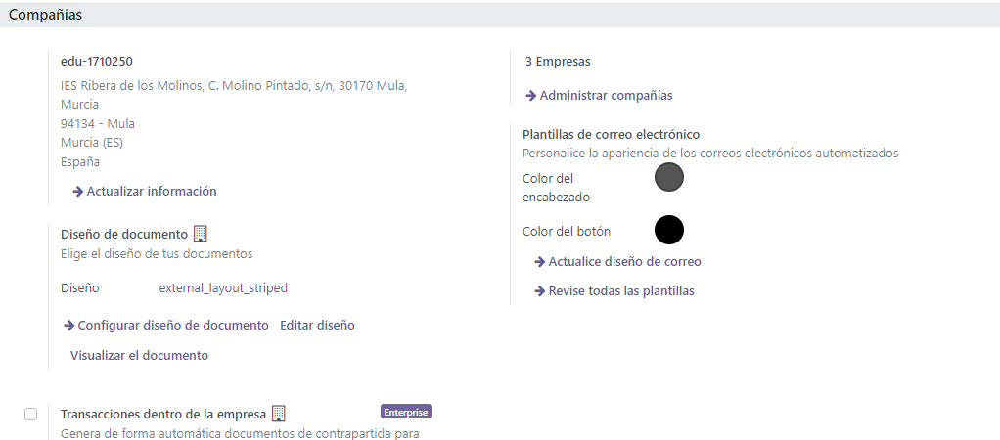 Compañías
edu-1710250
IES Ribera de los Molinos, C. Molino Pintado, s/n, 30170 Mula,
Murcia
94134 - Mula
Murcia (ES)
España
→ Actualizar información
Diseño de documento
Elige el diseño de tus documentos
Diseño external_layout_striped
→ Configurar diseño de documento Editar diseño
Visualizar el documento
Transacciones dentro de la empresa Enterprise
Genera de forma automática documentos de contrapartida para
3 Empresas
→ Administrar compañías
Plantillas de correo electrónico
Personalice la apariencia de los correos electrónicos automatizados
Color del
encabezado
Color del botón
→ Actualice diseño de correo
→ Revise todas las plantillas